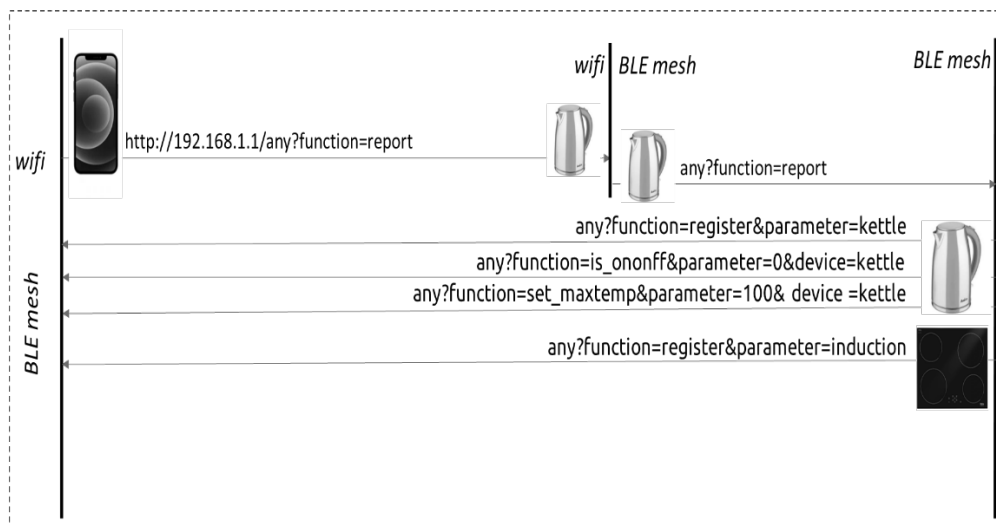 wifi
BLE mesh
BLE mesh
http://192.168.1.1/any?function=report
wifi
any?function=report
any?function=register&parameter=kettle
any?function=is_ononff&parameter=0&device=kettle
any?function=set_maxtemp&parameter=100& device =kettle
BLE mesh
any?function=register&parameter=induction